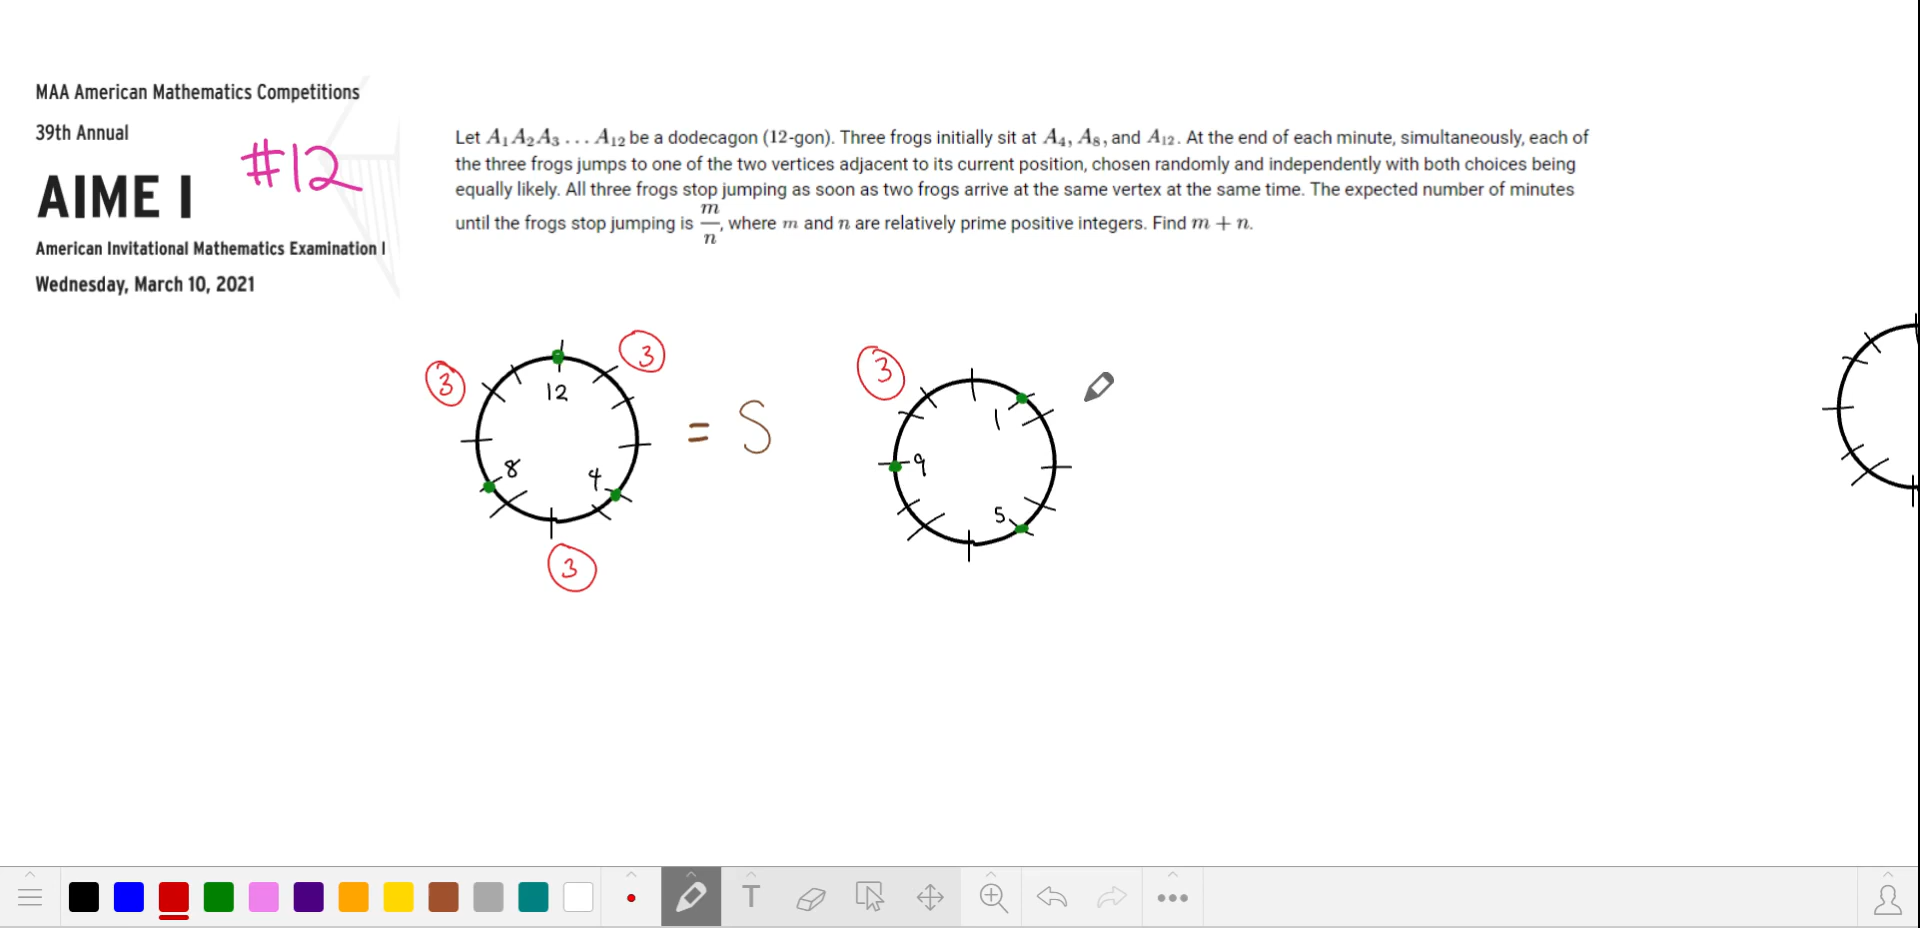 MAA American Mathematics Competitions
39th Annual
#12
AIME I
American Invitational Mathematics Examination I
Wednesday, March 10, 2021
Let A₁A₂A₃ . . . A₁₂ be a dodecagon (12-gon). Three frogs initially sit at A₄, A₈, and A₁₂. At the end of each minute, simultaneously, each of
the three frogs jumps to one of the two vertices adjacent to its current position, chosen randomly and independently with both choices being
equally likely. All three frogs stop jumping as soon as two frogs arrive at the same vertex at the same time. The expected number of minutes
until the frogs stop jumping is m/n, where m and n are relatively prime positive integers. Find m + n.
3
3
12
8
4
3
= S
3
1
9
5
T